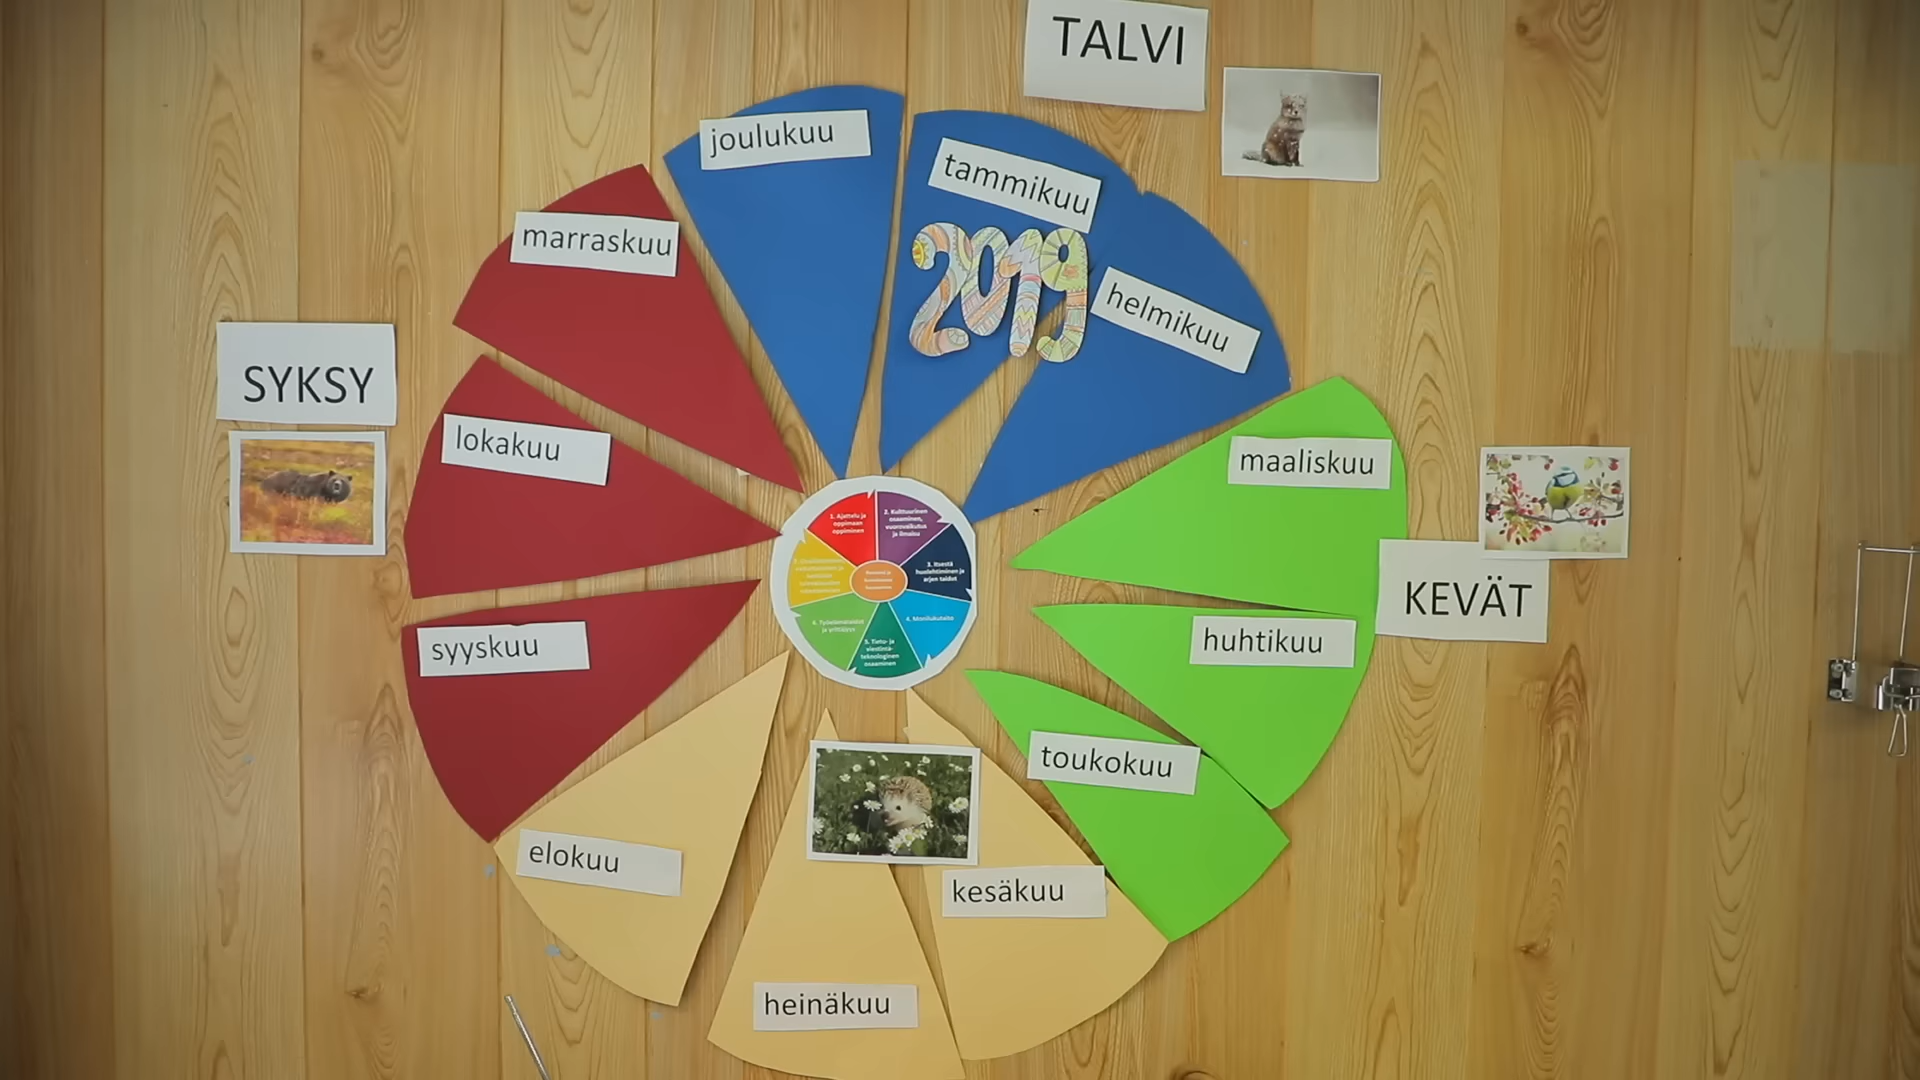 TALVI
joulukuu
tammikuu
2019
helmikuu
marraskuu
SYKSY
lokakuu
maaliskuu
KEVÄT
huhtikuu
syyskuu
toukokuu
elokuu
kesäkuu
heinäkuu
1. Ajattelu ja
oppimaan
oppiminen
2. Kulttuurinen
osaaminen,
vuorovaikutus
ja ilmaisu
3. Itsestä
huolehtiminen ja
arjen taidot
4. Monilukutaito
5. Tieto- ja
viestintä-
teknologinen
osaaminen
6. Työelämätaidot
ja yrittäjyys